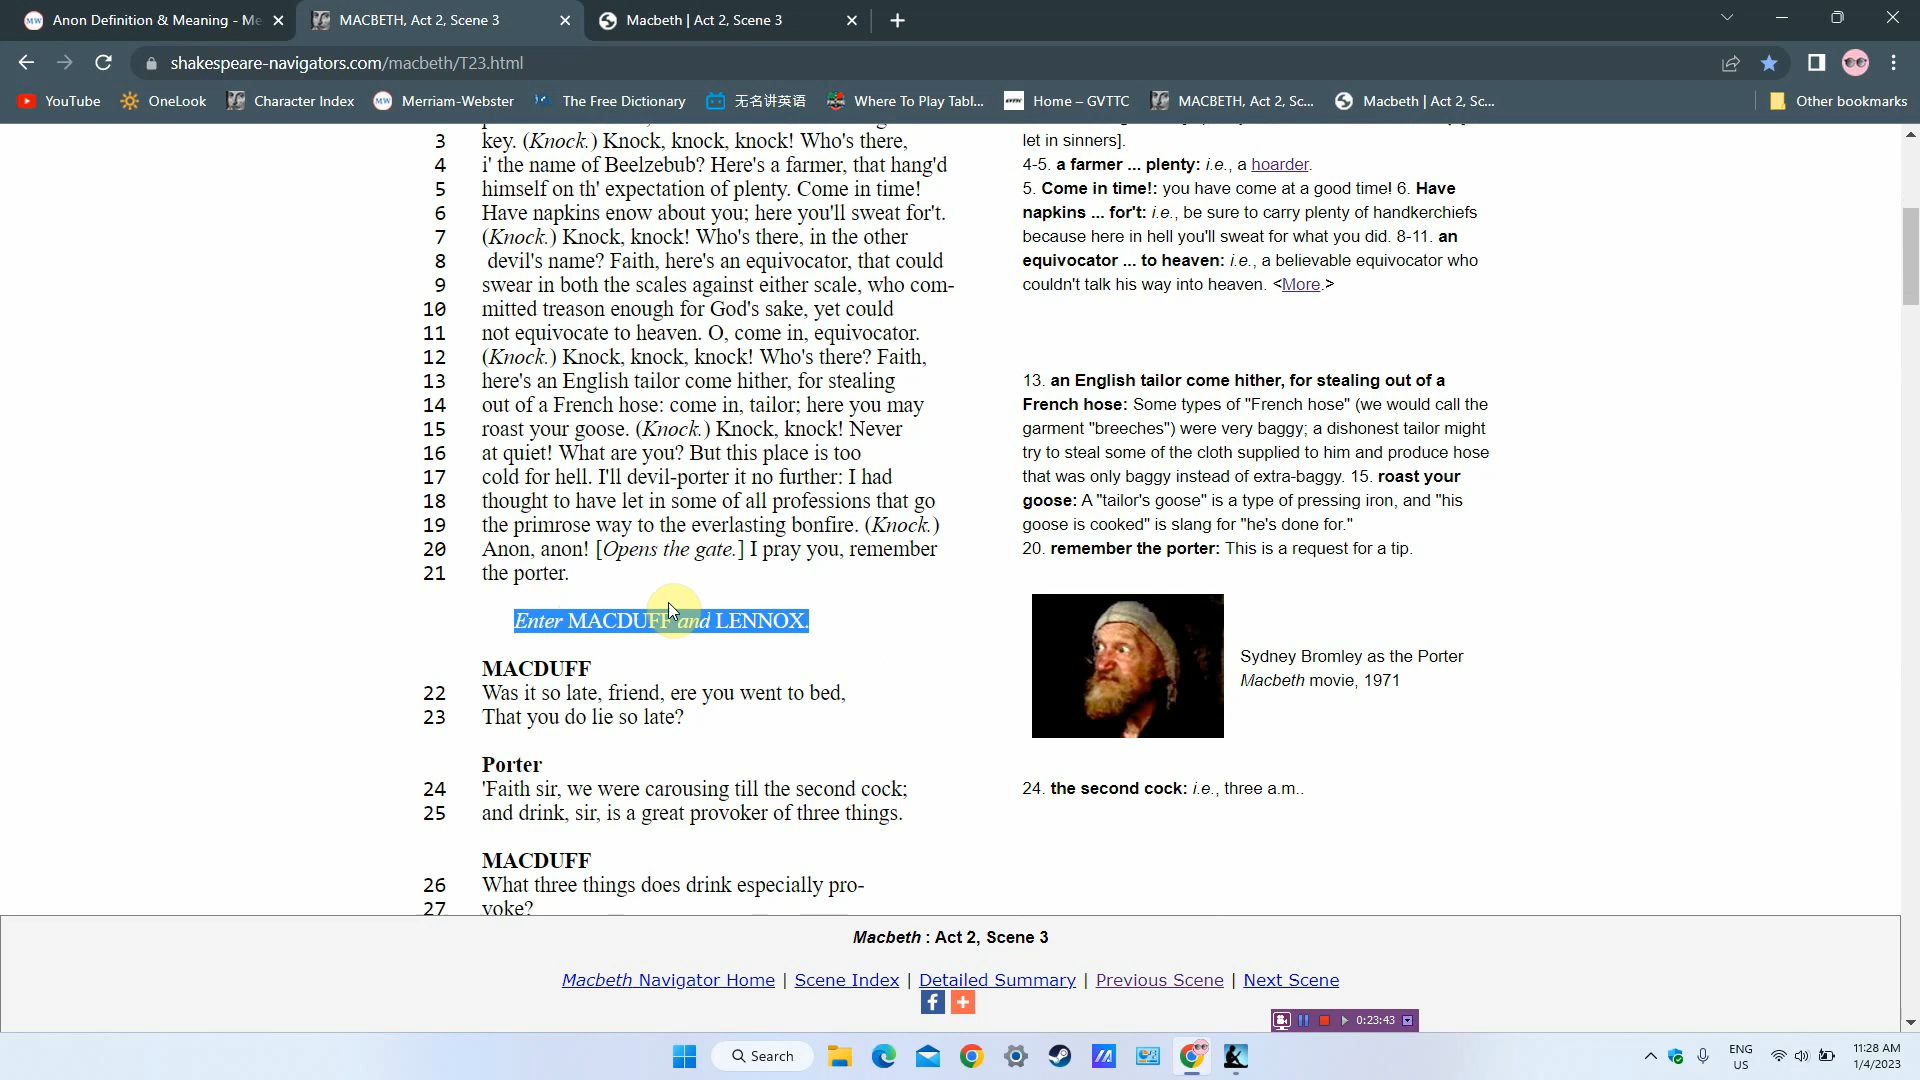 Anon Definition & Meaning - Me
MACBETH, Act 2, Scene 3
Macbeth | Act 2, Scene 3
shakespeare-navigators.com/macbeth/T23.html
YouTube
OneLook
Character Index
Merriam-Webster
The Free Dictionary
无名讲英语
Where To Play Tabl...
Home – GVTTC
MACBETH, Act 2, Sc...
Macbeth | Act 2, Sc...
Other bookmarks
3 key. (Knock.) Knock, knock, knock! Who's there,
4 i' the name of Beelzebub? Here's a farmer, that hang'd
5 himself on th' expectation of plenty. Come in time!
6 Have napkins enow about you; here you'll sweat for't.
7 (Knock.) Knock, knock! Who's there, in the other
8 devil's name? Faith, here's an equivocator, that could
9 swear in both the scales against either scale, who com-
10 mitted treason enough for God's sake, yet could
11 not equivocate to heaven. O, come in, equivocator.
12 (Knock.) Knock, knock, knock! Who's there? Faith,
13 here's an English tailor come hither, for stealing
14 out of a French hose: come in, tailor; here you may
15 roast your goose. (Knock.) Knock, knock! Never
16 at quiet! What are you? But this place is too
17 cold for hell. I'll devil-porter it no further: I had
18 thought to have let in some of all professions that go
19 the primrose way to the everlasting bonfire. (Knock.)
20 Anon, anon! [Opens the gate.] I pray you, remember
21 the porter.
Enter MACDUFF and LENNOX.
MACDUFF
22 Was it so late, friend, ere you went to bed,
23 That you do lie so late?
Porter
24 'Faith sir, we were carousing till the second cock;
25 and drink, sir, is a great provoker of three things.
MACDUFF
26 What three things does drink especially pro-
27 voke?
let in sinners].
4-5. a farmer ... plenty: i.e., a hoarder.
5. Come in time!: you have come at a good time! 6. Have
napkins ... for't: i.e., be sure to carry plenty of handkerchiefs
because here in hell you'll sweat for what you did. 8-11. an
equivocator ... to heaven: i.e., a believable equivocator who
couldn't talk his way into heaven. <More.>
13. an English tailor come hither, for stealing out of a
French hose: Some types of "French hose" (we would call the
garment "breeches") were very baggy; a dishonest tailor might
try to steal some of the cloth supplied to him and produce hose
that was only baggy instead of extra-baggy. 15. roast your
goose: A "tailor's goose" is a type of pressing iron, and "his
goose is cooked" is slang for "he's done for."
20. remember the porter: This is a request for a tip.
Sydney Bromley as the Porter
Macbeth movie, 1971
24. the second cock: i.e., three a.m..
Macbeth : Act 2, Scene 3
Macbeth Navigator Home | Scene Index | Detailed Summary | Previous Scene | Next Scene
0:23:43
Search
ENG
US
11:28 AM
1/4/2023